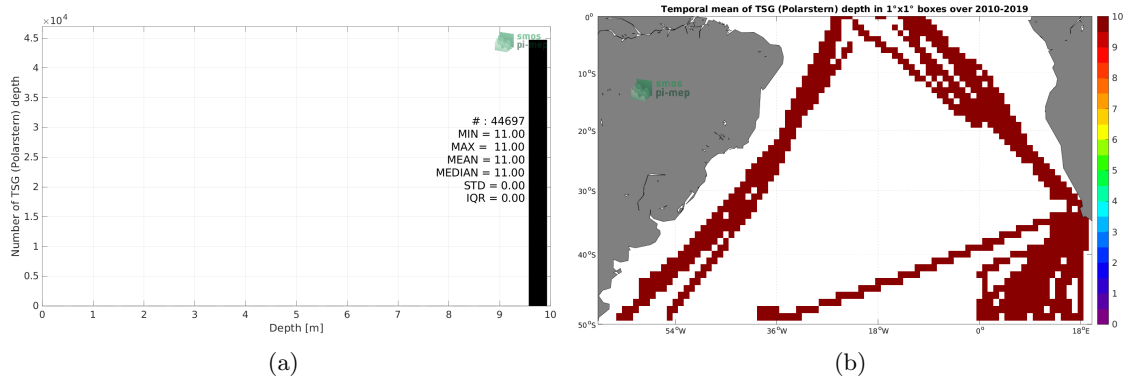 ×10⁴
4.5
4
3.5
3
2.5
2
1.5
1
0.5
0
Number of TSG (Polarstern) depth
smos
pi-mep
# : 44697
MIN = 11.00
MAX = 11.00
MEAN = 11.00
MEDIAN = 11.00
STD = 0.00
IQR = 0.00
0 1 2 3 4 5 6 7 8 9 10
Depth [m]
(a)
Temporal mean of TSG (Polarstern) depth in 1°x1° boxes over 2010-2019
smos
pi-mep
0°
10°S
20°S
30°S
40°S
50°S
54°W 36°W 18°W 0° 18°E
10
9
8
7
6
5
4
3
2
1
0
(b)